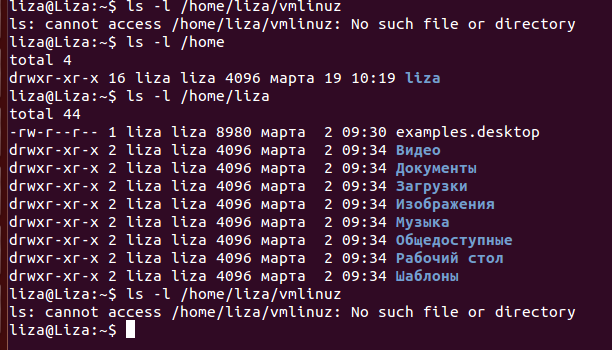 liza@Liza:~$ ls -l /home/liza/vmlinuz
ls: cannot access /home/liza/vmlinuz: No such file or directory
liza@Liza:~$ ls -l /home
total 4
drwxr-xr-x 16 liza liza 4096 марта 19 10:19 liza
liza@Liza:~$ ls -l /home/liza
total 44
-rw-r--r-- 1 liza liza 8980 марта  2 09:30 examples.desktop
drwxr-xr-x 2 liza liza 4096 марта  2 09:34 Видео
drwxr-xr-x 2 liza liza 4096 марта  2 09:34 Документы
drwxr-xr-x 2 liza liza 4096 марта  2 09:34 Загрузки
drwxr-xr-x 2 liza liza 4096 марта  2 09:34 Изображения
drwxr-xr-x 2 liza liza 4096 марта  2 09:34 Музыка
drwxr-xr-x 2 liza liza 4096 марта  2 09:34 Общедоступные
drwxr-xr-x 2 liza liza 4096 марта  2 09:34 Рабочий стол
drwxr-xr-x 2 liza liza 4096 марта  2 09:34 Шаблоны
liza@Liza:~$ ls -l /home/liza/vmlinuz
ls: cannot access /home/liza/vmlinuz: No such file or directory
liza@Liza:~$